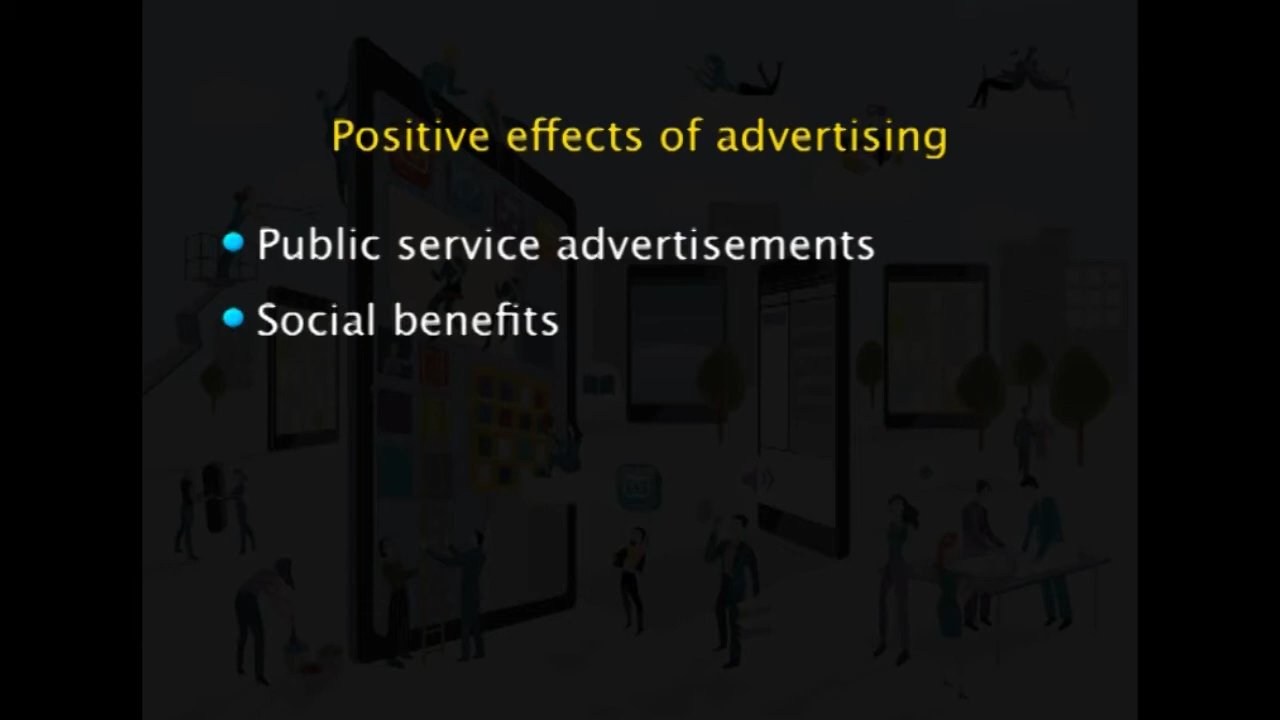 Positive effects of advertising
Public service advertisements
Social benefits